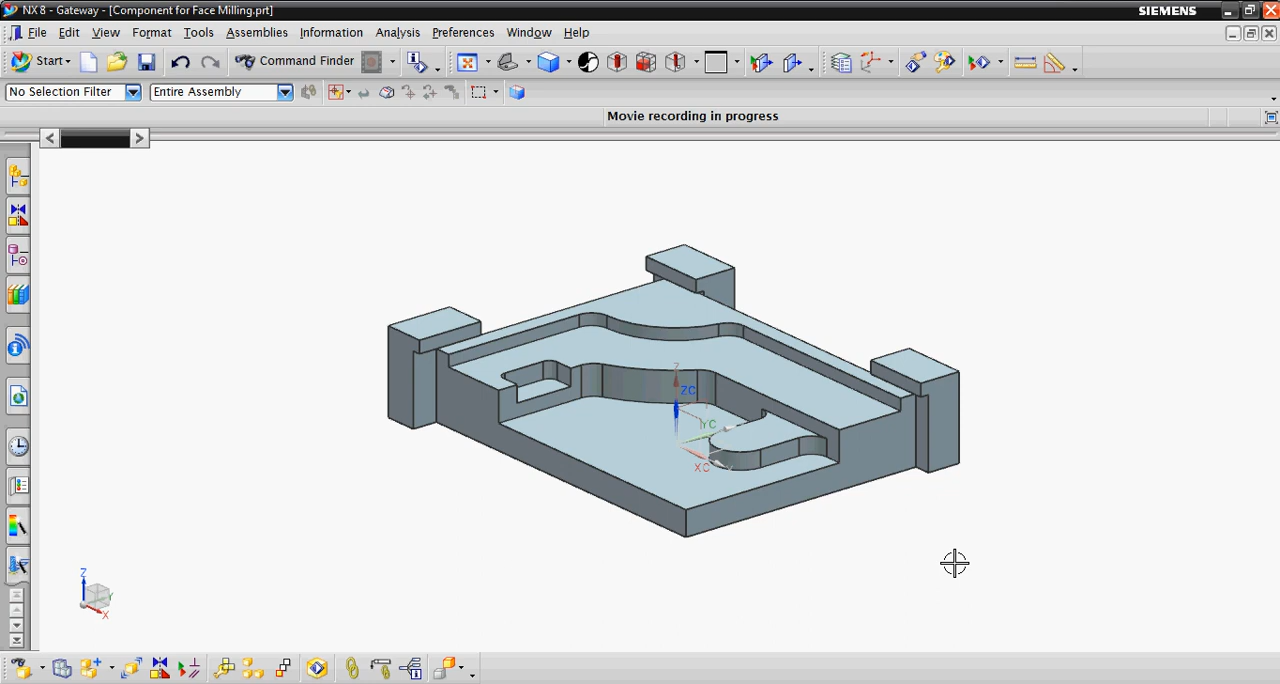 NX 8 - Gateway - [Component for Face Milling.prt]
SIEMENS
File Edit View Format Tools Assemblies Information Analysis Preferences Window Help
Start Command Finder
No Selection Filter Entire Assembly
Movie recording in progress
Z
ZC
YC
XC
Z
Y
X